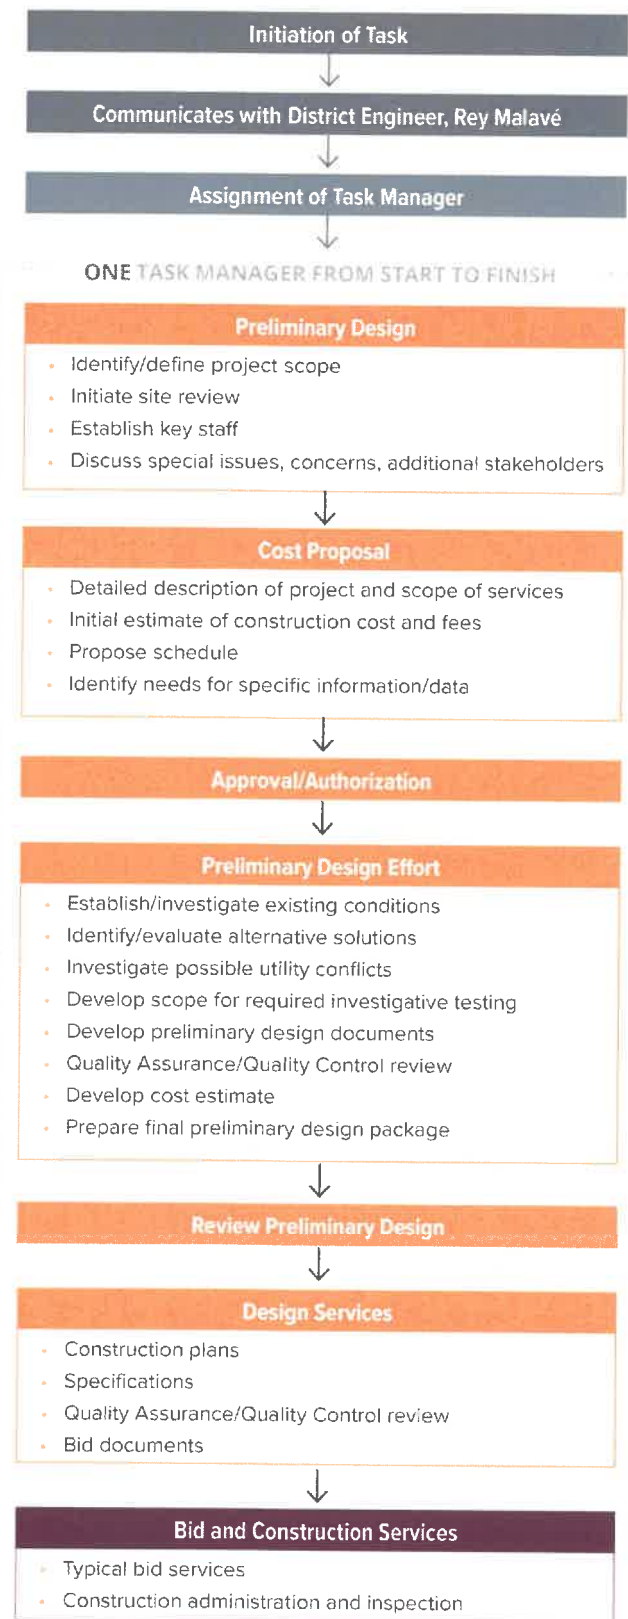 Initiation of Task
Communicates with District Engineer, Rey Malavé
Assignment of Task Manager
ONE TASK MANAGER FROM START TO FINISH
Preliminary Design
Identify/define project scope
Initiate site review
Establish key staff
Discuss special issues, concerns, additional stakeholders
Cost Proposal
Detailed description of project and scope of services
Initial estimate of construction cost and fees
Propose schedule
Identify needs for specific information/data
Approval/Authorization
Preliminary Design Effort
Establish/investigate existing conditions
Identify/evaluate alternative solutions
Investigate possible utility conflicts
Develop scope for required investigative testing
Develop preliminary design documents
Quality Assurance/Quality Control review
Develop cost estimate
Prepare final preliminary design package
Review Preliminary Design
Design Services
Construction plans
Specifications
Quality Assurance/Quality Control review
Bid documents
Bid and Construction Services
Typical bid services
Construction administration and inspection